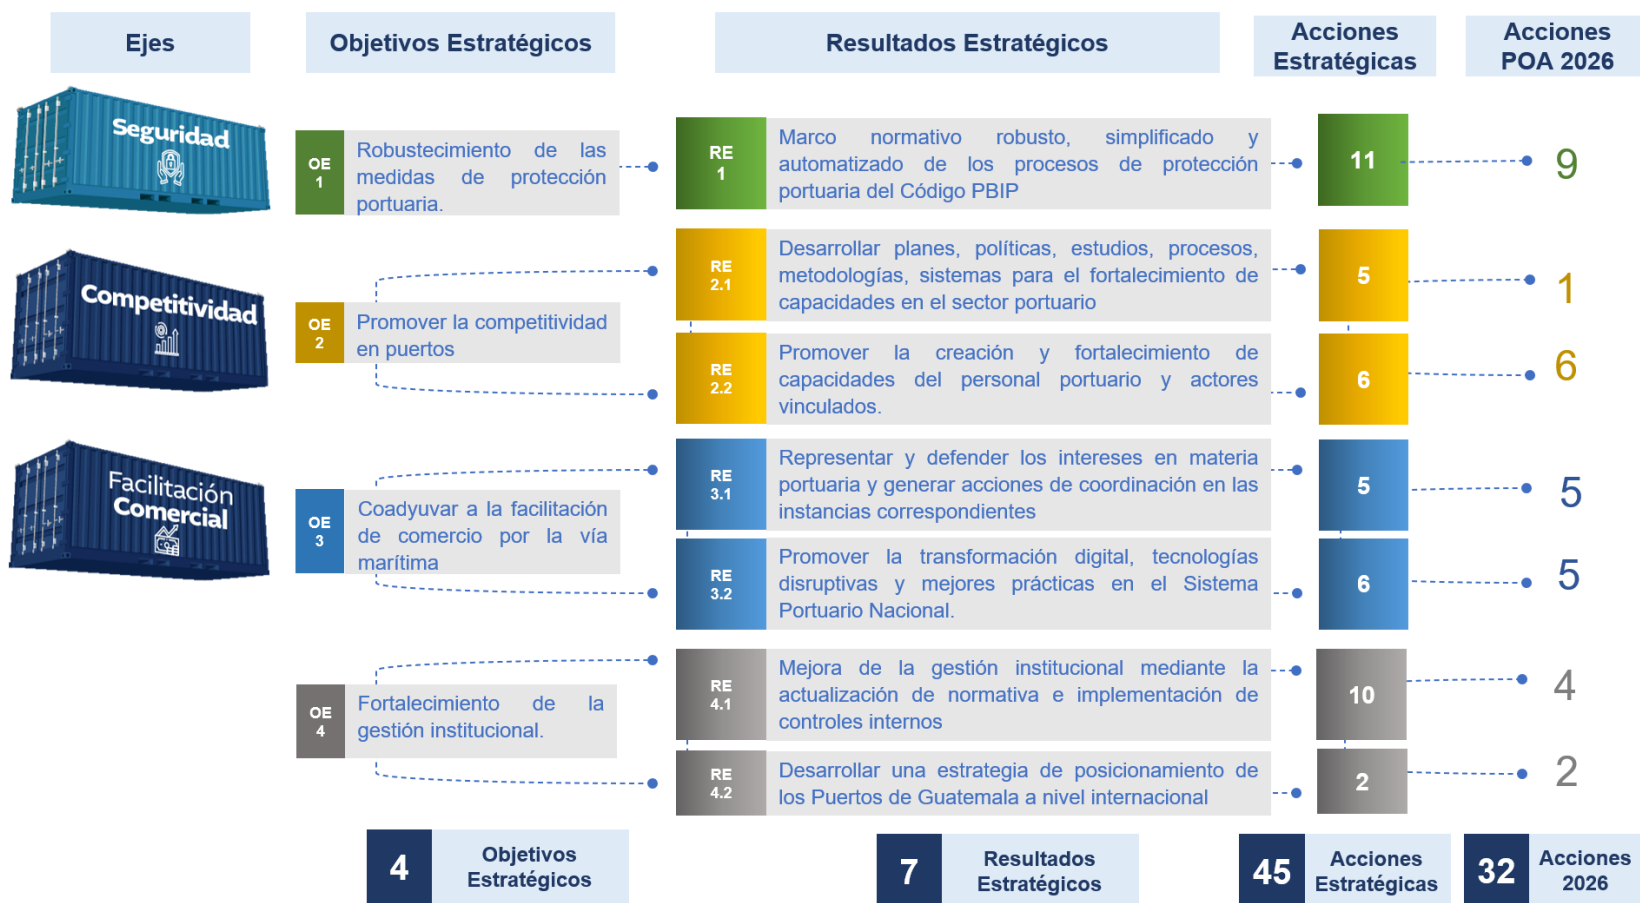 Ejes
Objetivos Estratégicos
Resultados Estratégicos
Acciones
Estratégicas
Acciones
POA 2026
Seguridad
OE
1
Robustecimiento de las
medidas de protección
portuaria.
RE
1
Marco normativo robusto, simplificado y
automatizado de los procesos de protección
portuaria del Código PBIP
11
9
Competitividad
OE
2
Promover la competitividad
en puertos
RE
2.1
Desarrollar planes, políticas, estudios, procesos,
metodologías, sistemas para el fortalecimiento de
capacidades en el sector portuario
5
1
RE
2.2
Promover la creación y fortalecimiento de
capacidades del personal portuario y actores
vinculados.
6
6
Facilitación
Comercial
OE
3
Coadyuvar a la facilitación
de comercio por la vía
marítima
RE
3.1
Representar y defender los intereses en materia
portuaria y generar acciones de coordinación en las
instancias correspondientes
5
5
RE
3.2
Promover la transformación digital, tecnologías
disruptivas y mejores prácticas en el Sistema
Portuario Nacional.
6
5
OE
4
Fortalecimiento de la
gestión institucional.
RE
4.1
Mejora de la gestión institucional mediante la
actualización de normativa e implementación de
controles internos
10
4
RE
4.2
Desarrollar una estrategia de posicionamiento de
los Puertos de Guatemala a nivel internacional
2
2
4
Objetivos
Estratégicos
7
Resultados
Estratégicos
45
Acciones
Estratégicas
32
Acciones
2026